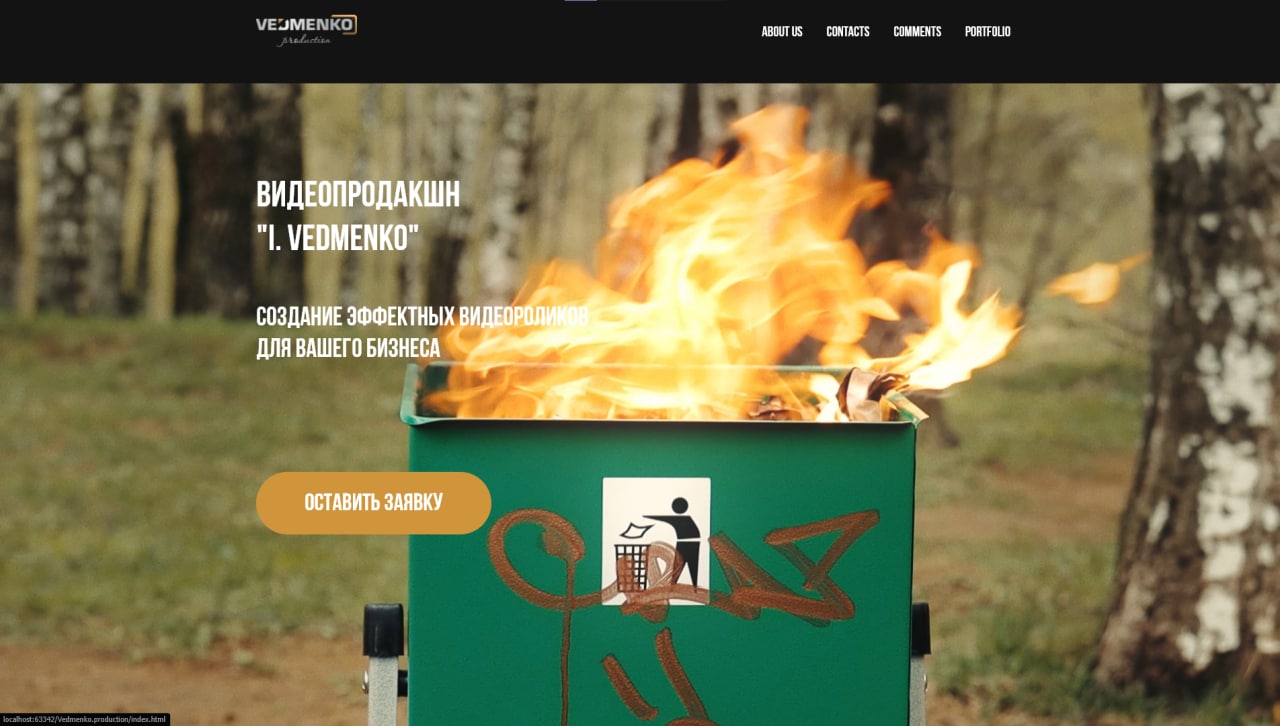 VEDMENKO
production
ABOUT US
CONTACTS
COMMENTS
PORTFOLIO
ВИДЕОПРОДАКШН
"I. VEDMENKO"
СОЗДАНИЕ ЭФФЕКТНЫХ ВИДЕОРОЛИКОВ
ДЛЯ ВАШЕГО БИЗНЕСА
ОСТАВИТЬ ЗАЯВКУ
localhost:63342/Vedmenko.production/index.html